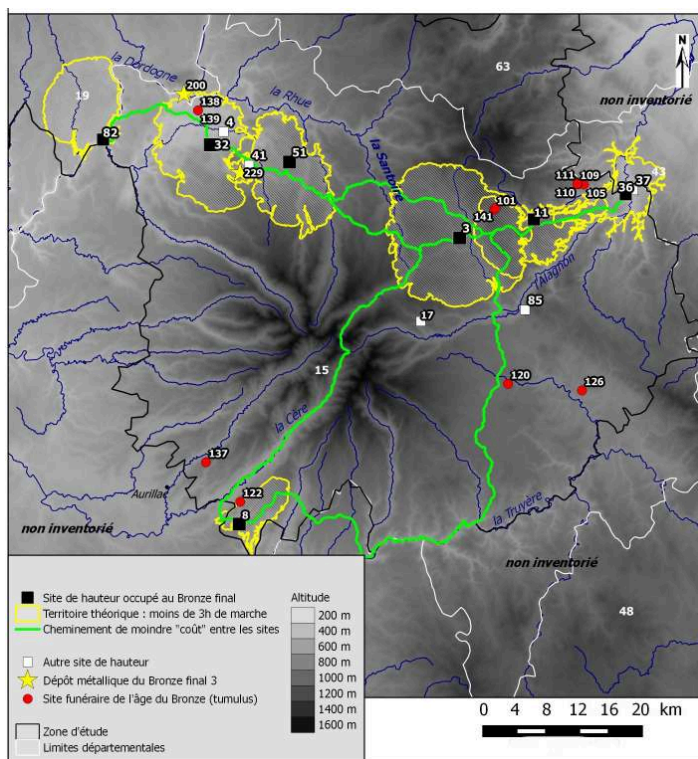 63
N
la Dordogne
non inventorié
200
19
la Rhue
138
139
4
82
32
51
la Santoire
41
229
111
109
43
37
110
105
36
101
141
11
3
l'Alagnon
17
85
15
120
126
la Cère
137
Aurillac
122
la Truyère
8
non inventorié
non inventorié
48
Site de hauteur occupé au Bronze final
Territoire théorique : moins de 3h de marche
Cheminement de moindre "coût" entre les sites
Autre site de hauteur
Dépôt métallique du Bronze final 3
Site funéraire de l'âge du Bronze (tumulus)
Zone d'étude
Limites départementales
Altitude
200 m
400 m
600 m
800 m
1000 m
1200 m
1400 m
1600 m
0 4 8 12 16 20 km